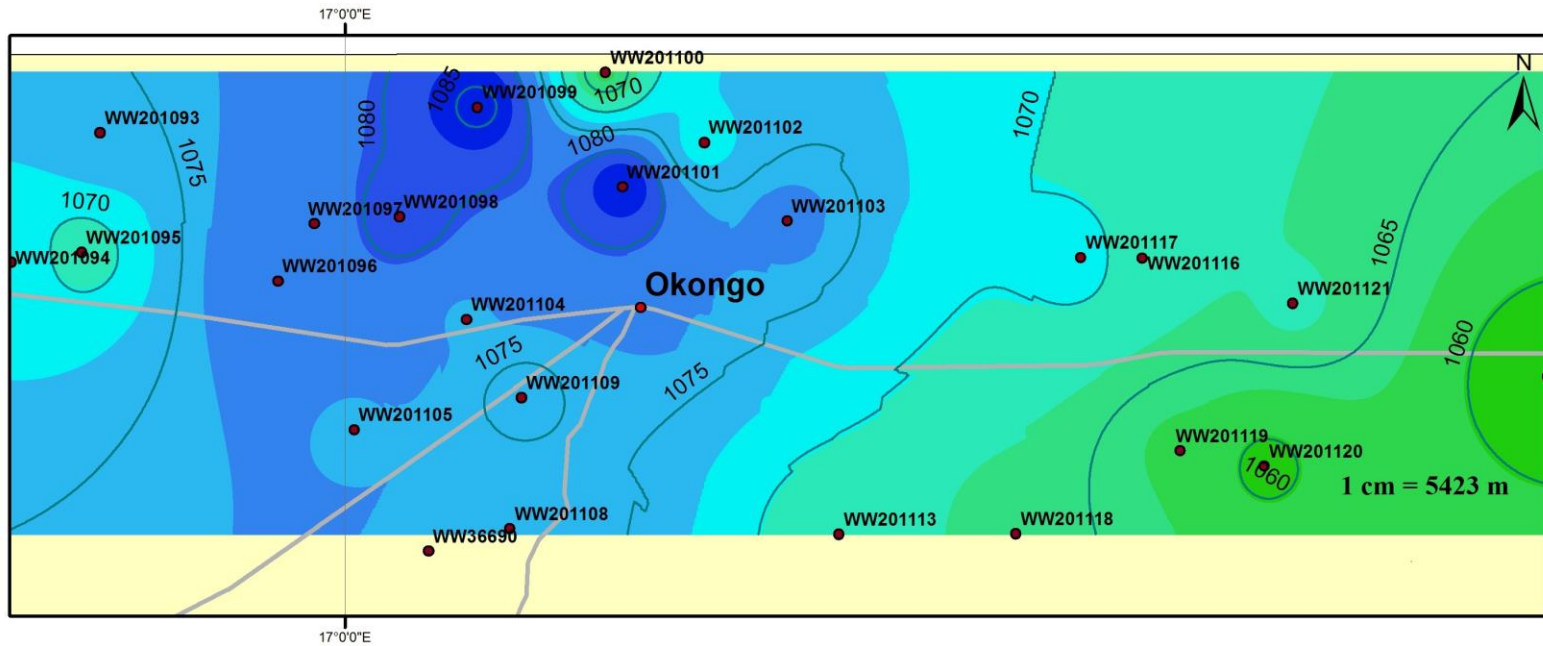 17°0'0"E
WW201100
N
1085
WW201099
1070
1070
WW201093
1080
1080
WW201102
1075
WW201101
1070
WW201098
WW201103
WW201097
1065
WW201095
WW201117
WW201094
WW201116
WW201096
Okongo
WW201121
WW201104
1060
1075
1075
WW201109
WW201105
WW201119
WW201120
1060
1 cm = 5423 m
WW201108
WW201113
WW201118
WW36690
17°0'0"E